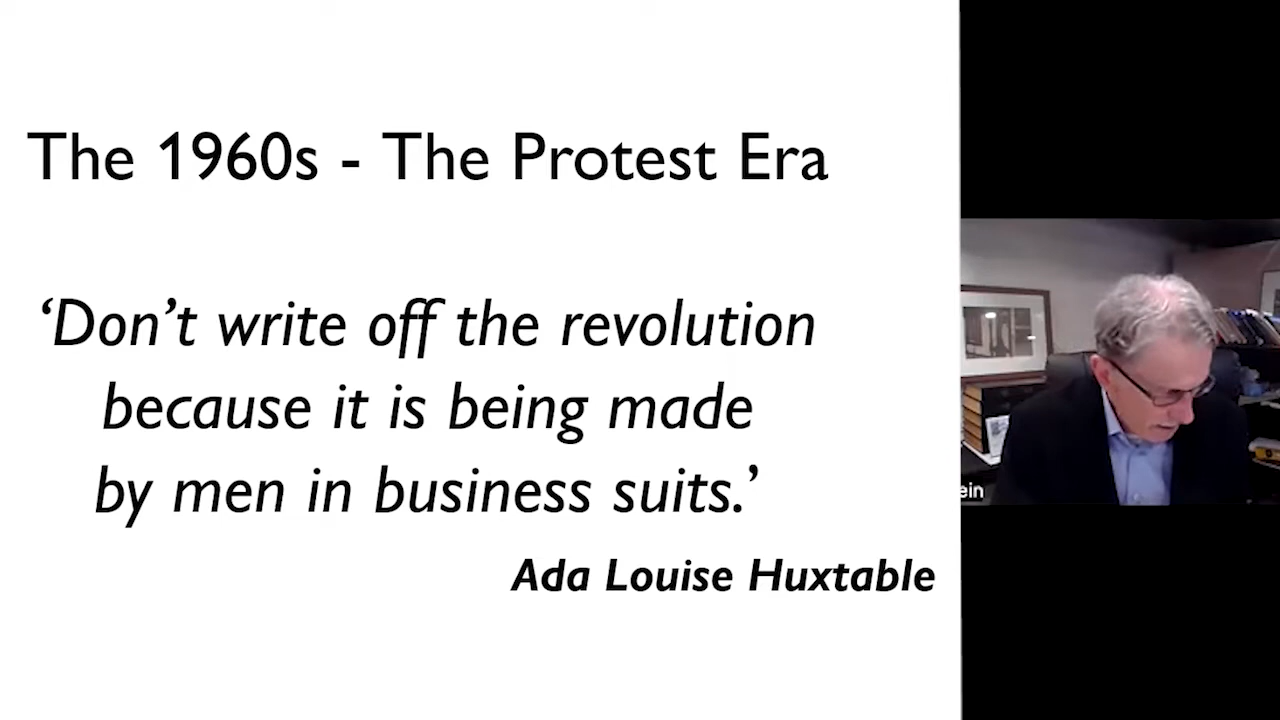 The 1960s - The Protest Era
‘Don’t write off the revolution
because it is being made
by men in business suits.’
Ada Louise Huxtable
ein